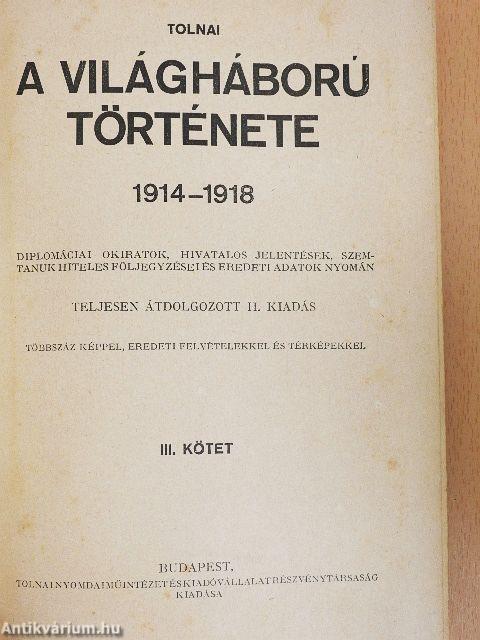 TOLNAI
A VILÁGHÁBORÚ
TÖRTÉNETE
1914–1918
DIPLOMÁCIAI OKIRATOK, HIVATALOS JELENTÉSEK, SZEM-
TANUK HITELES FÖLJEGYZÉSEI ÉS EREDETI ADATOK NYOMÁN
TELJESEN ÁTDOLGOZOTT II. KIADÁS
TÖBBSZÁZ KÉPPEL, EREDETI FELVÉTELEKKEL ÉS TÉRKÉPEKKEL
III. KÖTET
BUDAPEST,
TOLNAI NYOMDAI MŰINTÉZET ÉS KIADÓVÁLLALAT RÉSZVÉNYTÁRSASÁG
KIADÁSA
Antikvárium.hu